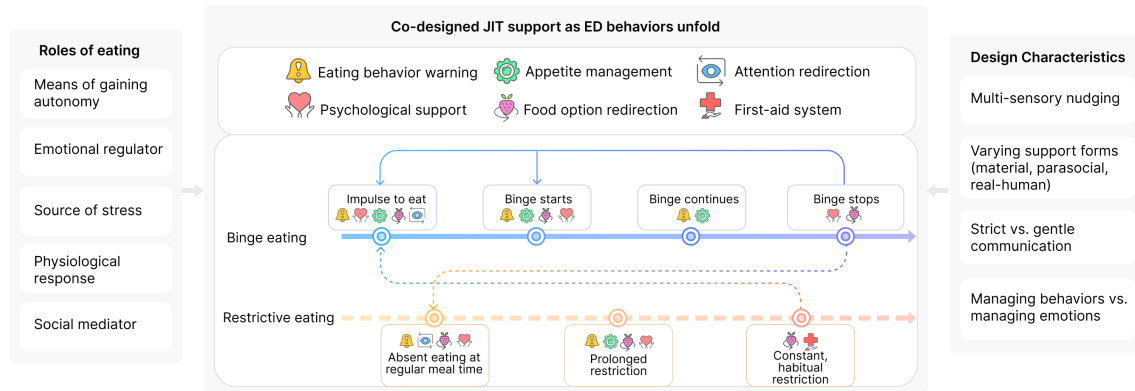 Co-designed JIT support as ED behaviors unfold
Roles of eating
Means of gaining
autonomy
Emotional regulator
Source of stress
Physiological
response
Social mediator
Eating behavior warning
Appetite management
Attention redirection
Psychological support
Food option redirection
First-aid system
Impulse to eat
Binge starts
Binge continues
Binge stops
Binge eating
Restrictive eating
Absent eating at
regular meal time
Prolonged
restriction
Constant,
habitual
restriction
Design Characteristics
Multi-sensory nudging
Varying support forms
(material, parasocial,
real-human)
Strict vs. gentle
communication
Managing behaviors vs.
managing emotions